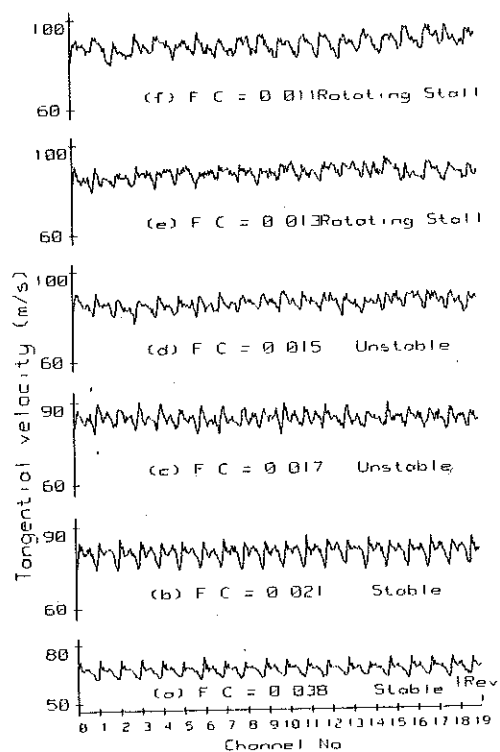 100
(f) F C = 0 011Rotating Stall
60
100
(e) F C = 0 013Rotating Stall
60
100
(d) F C = 0 015 Unstable
60
90
(c) F C = 0 017 Unstable
60
90
(b) F C = 0 021 Stable
60
80
(a) F C = 0 038 Stable 1Rev
50
0 1 2 3 4 5 6 7 8 9 10 11 12 13 14 15 16 17 18 19
Channel No
Tangential velocity (m/s)